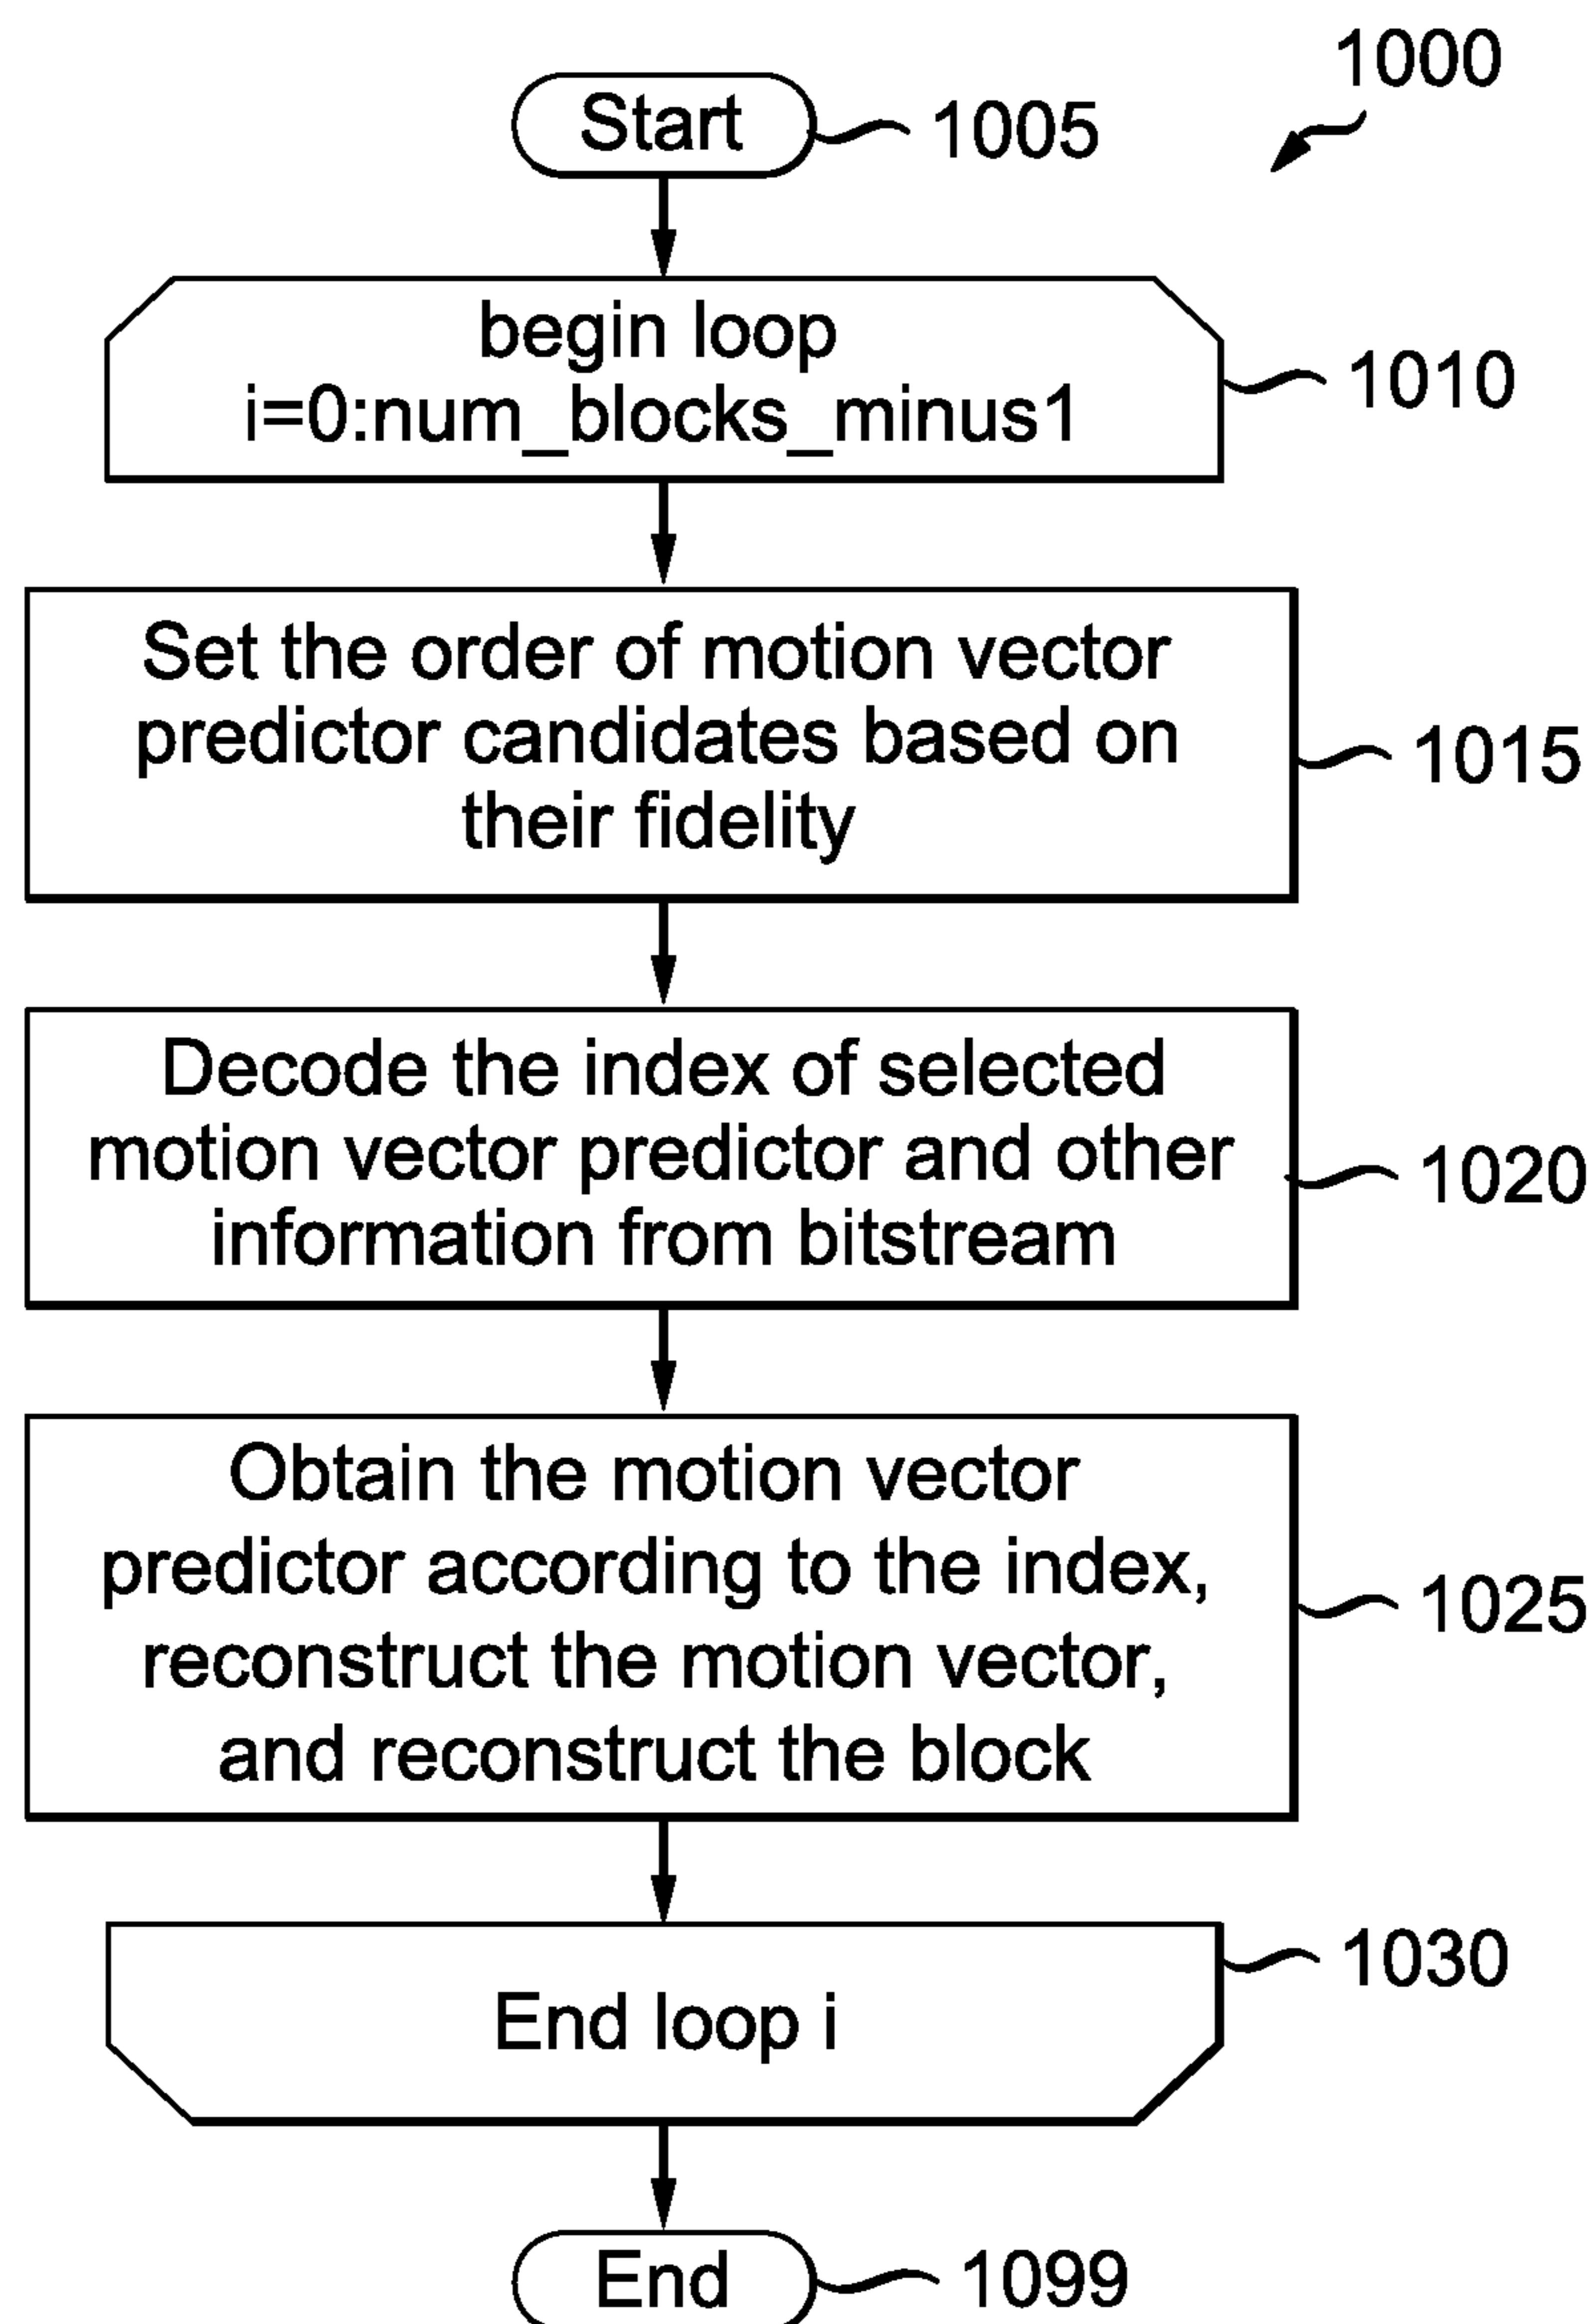 1000
Start
1005
begin loop
i=0:num_blocks_minus1
1010
Set the order of motion vector
predictor candidates based on
their fidelity
1015
Decode the index of selected
motion vector predictor and other
information from bitstream
1020
Obtain the motion vector
predictor according to the index,
reconstruct the motion vector,
and reconstruct the block
1025
End loop i
1030
End
1099